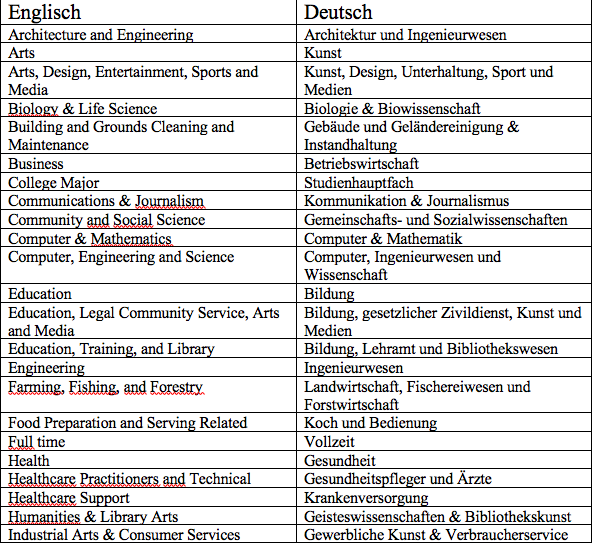 Englisch Deutsch
Architecture and Engineering Architektur und Ingenieurwesen
Arts Kunst
Arts, Design, Entertainment, Sports and Kunst, Design, Unterhaltung, Sport und
Media Medien
Biology & Life Science Biologie & Biowissenschaft
Building and Grounds Cleaning and Gebäude und Geländereinigung &
Maintenance Instandhaltung
Business Betriebswirtschaft
College Major Studienhauptfach
Communications & Journalism Kommunikation & Journalismus
Community and Social Science Gemeinschafts- und Sozialwissenschaften
Computer & Mathematics Computer & Mathematik
Computer, Engineering and Science Computer, Ingenieurwesen und
Wissenschaft
Education Bildung
Education, Legal Community Service, Arts Bildung, gesetzlicher Zivildienst, Kunst und
and Media Medien
Education, Training, and Library Bildung, Lehramt und Bibliothekswesen
Engineering Ingenieurwesen
Farming, Fishing, and Forestry Landwirtschaft, Fischereiwesen und
Forstwirtschaft
Food Preparation and Serving Related Koch und Bedienung
Full time Vollzeit
Health Gesundheit
Healthcare Practitioners and Technical Gesundheitspfleger und Ärzte
Healthcare Support Krankenversorgung
Humanities & Library Arts Geisteswissenschaften & Bibliothekskunst
Industrial Arts & Consumer Services Gewerbliche Kunst & Verbraucherservice